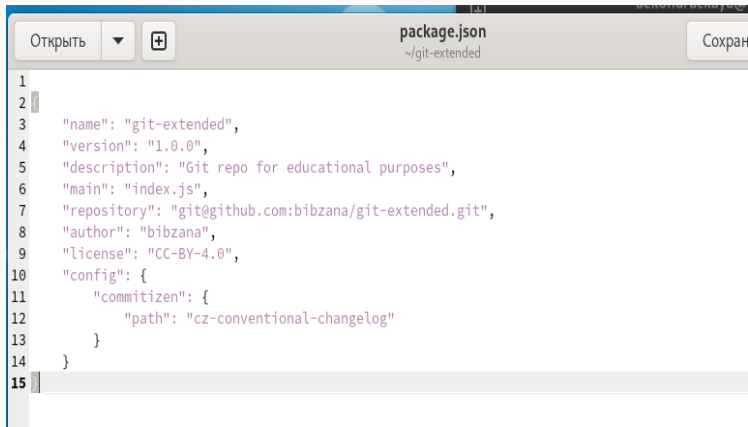 Открыть
package.json
~/git-extended
Сохран
1
2 {
3 "name": "git-extended",
4 "version": "1.0.0",
5 "description": "Git repo for educational purposes",
6 "main": "index.js",
7 "repository": "git@github.com:bibzana/git-extended.git",
8 "author": "bibzana",
9 "license": "CC-BY-4.0",
10 "config": {
11 "commitizen": {
12 "path": "cz-conventional-changelog"
13 }
14 }
15 }